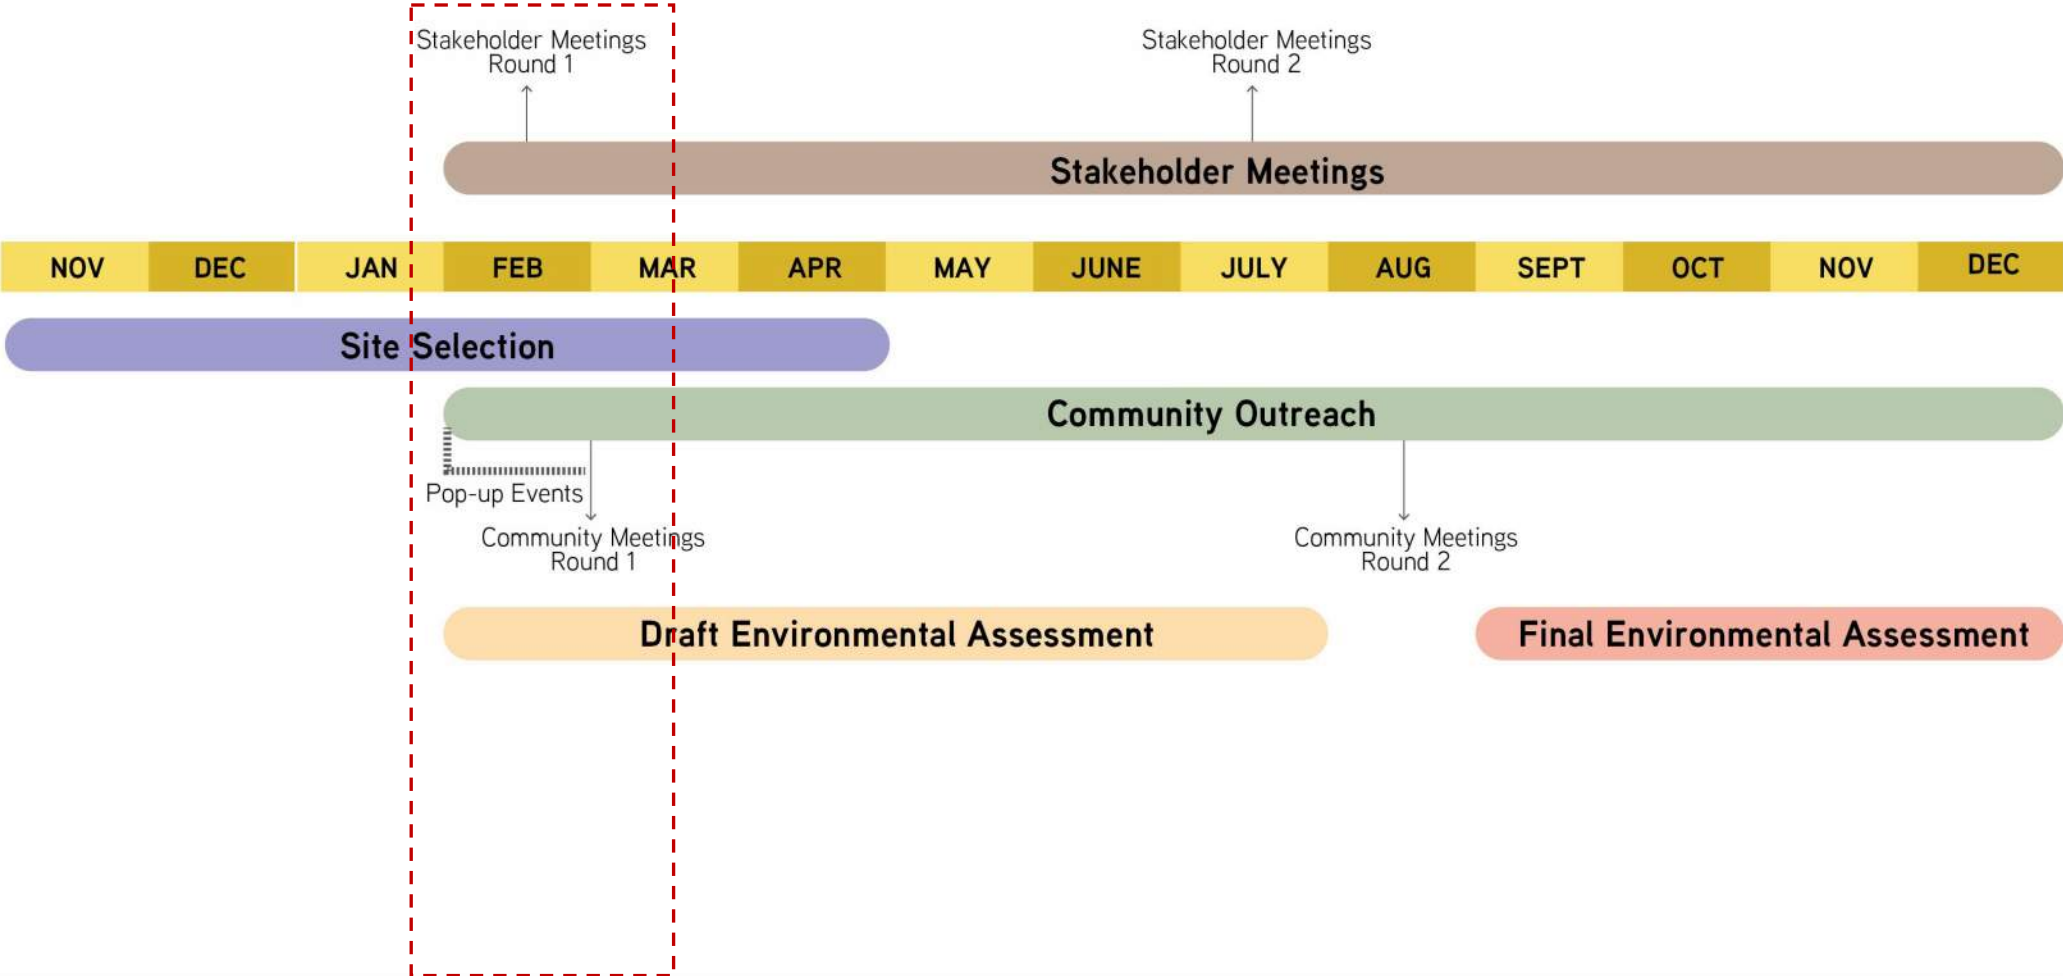 Stakeholder Meetings
Round 1
Stakeholder Meetings
Round 2
Stakeholder Meetings
NOV DEC JAN FEB MAR APR MAY JUNE JULY AUG SEPT OCT NOV DEC
Site Selection
Community Outreach
Pop-up Events
Community Meetings
Round 1
Community Meetings
Round 2
Draft Environmental Assessment
Final Environmental Assessment